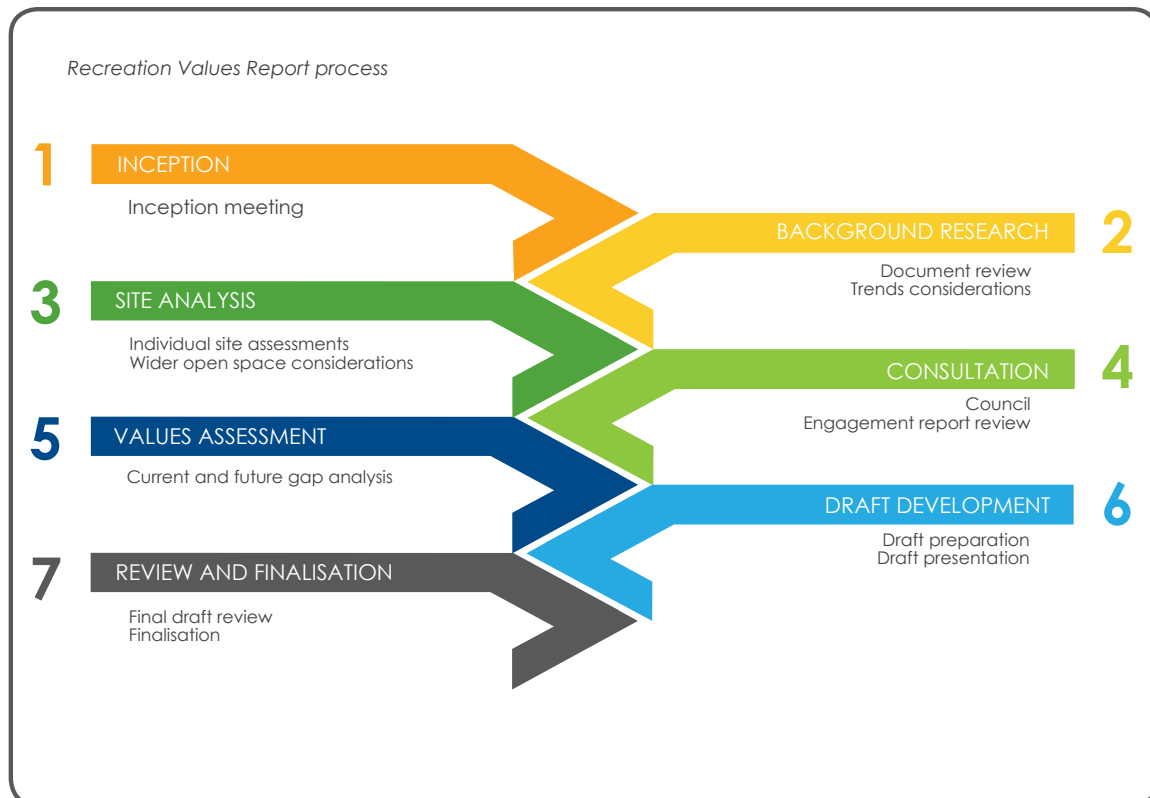 Recreation Values Report process
1
INCEPTION
Inception meeting
2
BACKGROUND RESEARCH
Document review
Trends considerations
3
SITE ANALYSIS
Individual site assessments
Wider open space considerations
4
CONSULTATION
Council
Engagement report review
5
VALUES ASSESSMENT
Current and future gap analysis
6
DRAFT DEVELOPMENT
Draft preparation
Draft presentation
7
REVIEW AND FINALISATION
Final draft review
Finalisation